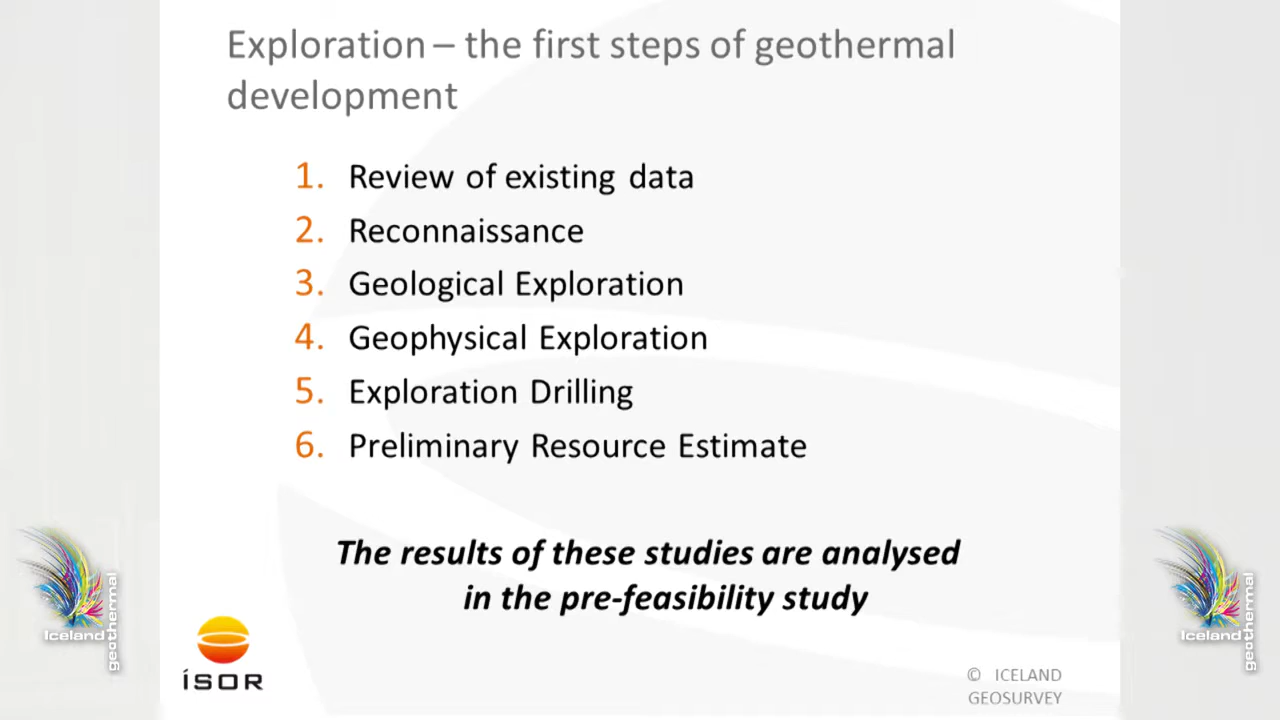 Exploration – the first steps of geothermal
development
1. Review of existing data
2. Reconnaissance
3. Geological Exploration
4. Geophysical Exploration
5. Exploration Drilling
6. Preliminary Resource Estimate
The results of these studies are analysed
in the pre-feasibility study
Iceland
geothermal
ÍSOR
© ICELAND
GEOSURVEY
Iceland
geothermal